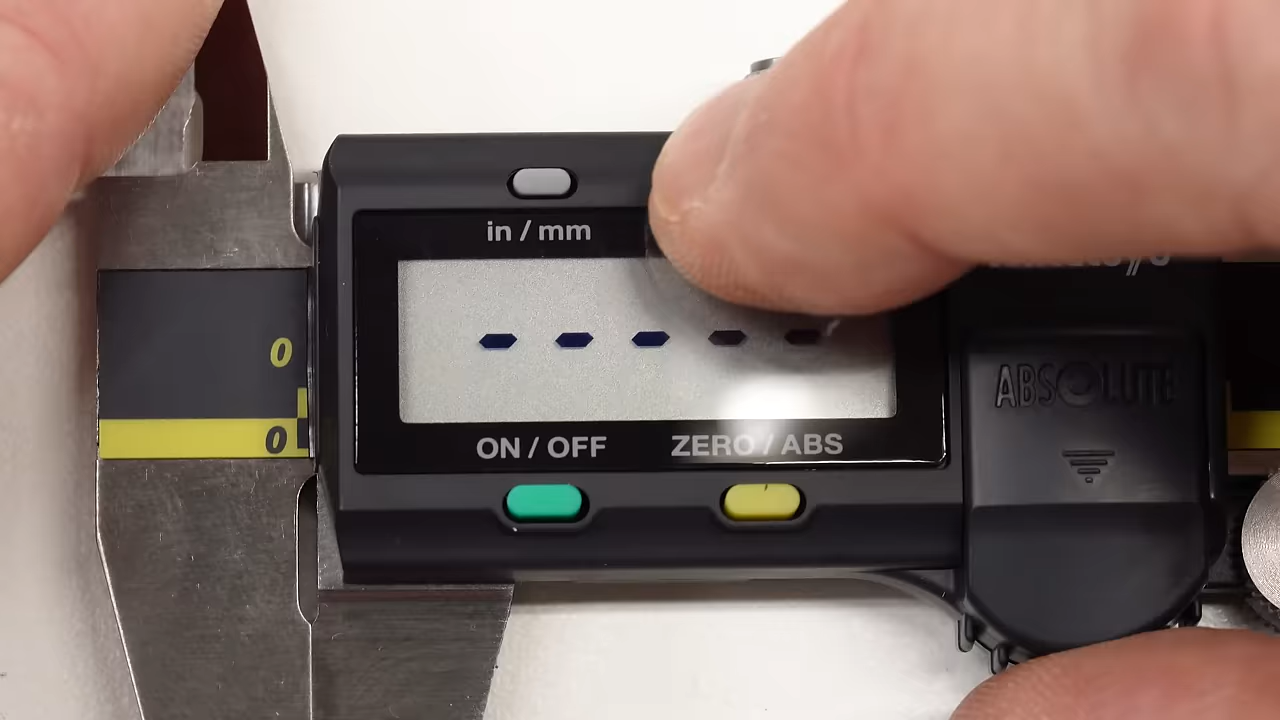 in / mm
-----
0
0
ON / OFF
ZERO / ABS
ABSOLUTE